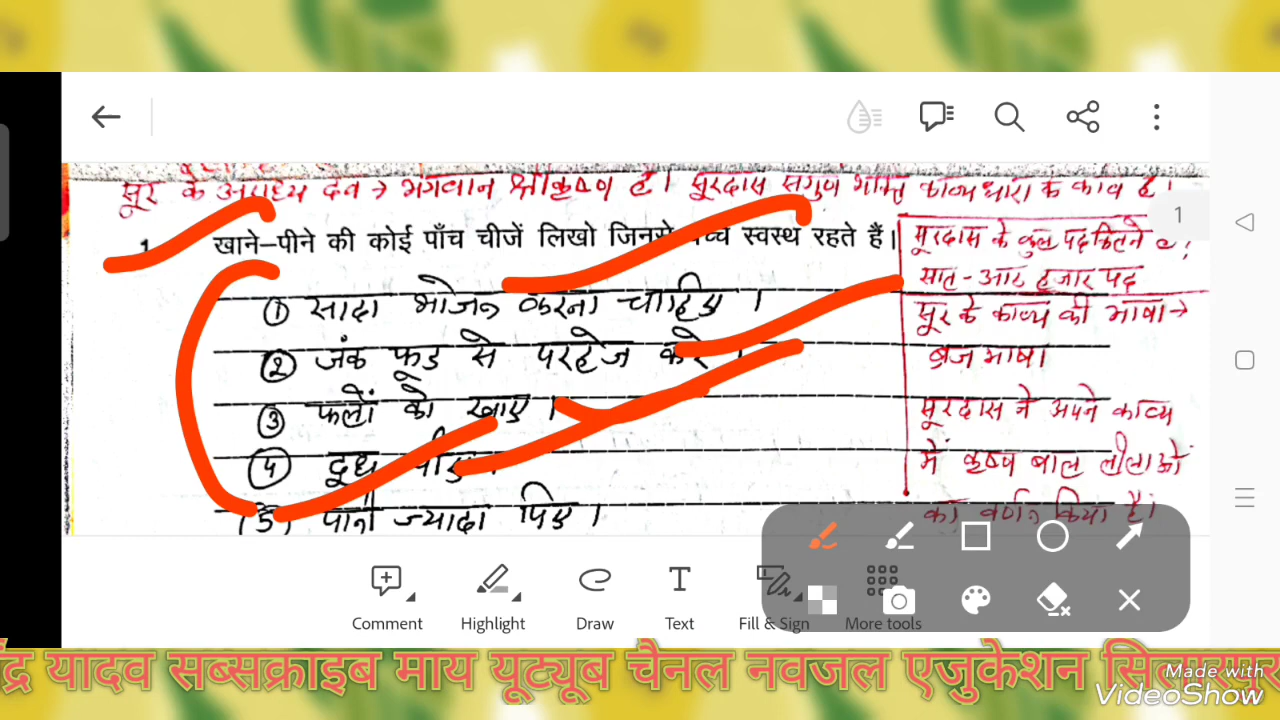 सूर के अराध्य देव → भगवान श्रीकृष्ण है। सूरदास सगुण भक्ति काव्य धारा के कवि है।
1
1. खाने-पीने की कोई पाँच चीजें लिखो जिनसे बच्चे स्वस्थ रहते हैं।
① सादा भोजन करना चाहिए।
② जंक फूड से परहेज करे।
③ फलों को खाए।
④ दूध पीए
(5) पानी ज्यादा पिए।
सूरदास के कुल पद कितने है?
सात-आठ हजार पद
सूर के काव्य की भाषा →
ब्रज भाषा।
सूरदास ने अपने काव्य
में कृष्ण बाल लीलाओं
का वर्णन किया है।
Comment
Highlight
Draw
Text
Fill & Sign
More tools
यादव सब्सक्राइब माय यूट्यूब चैनल नवजल एजुकेशन
Made with
VideoShow